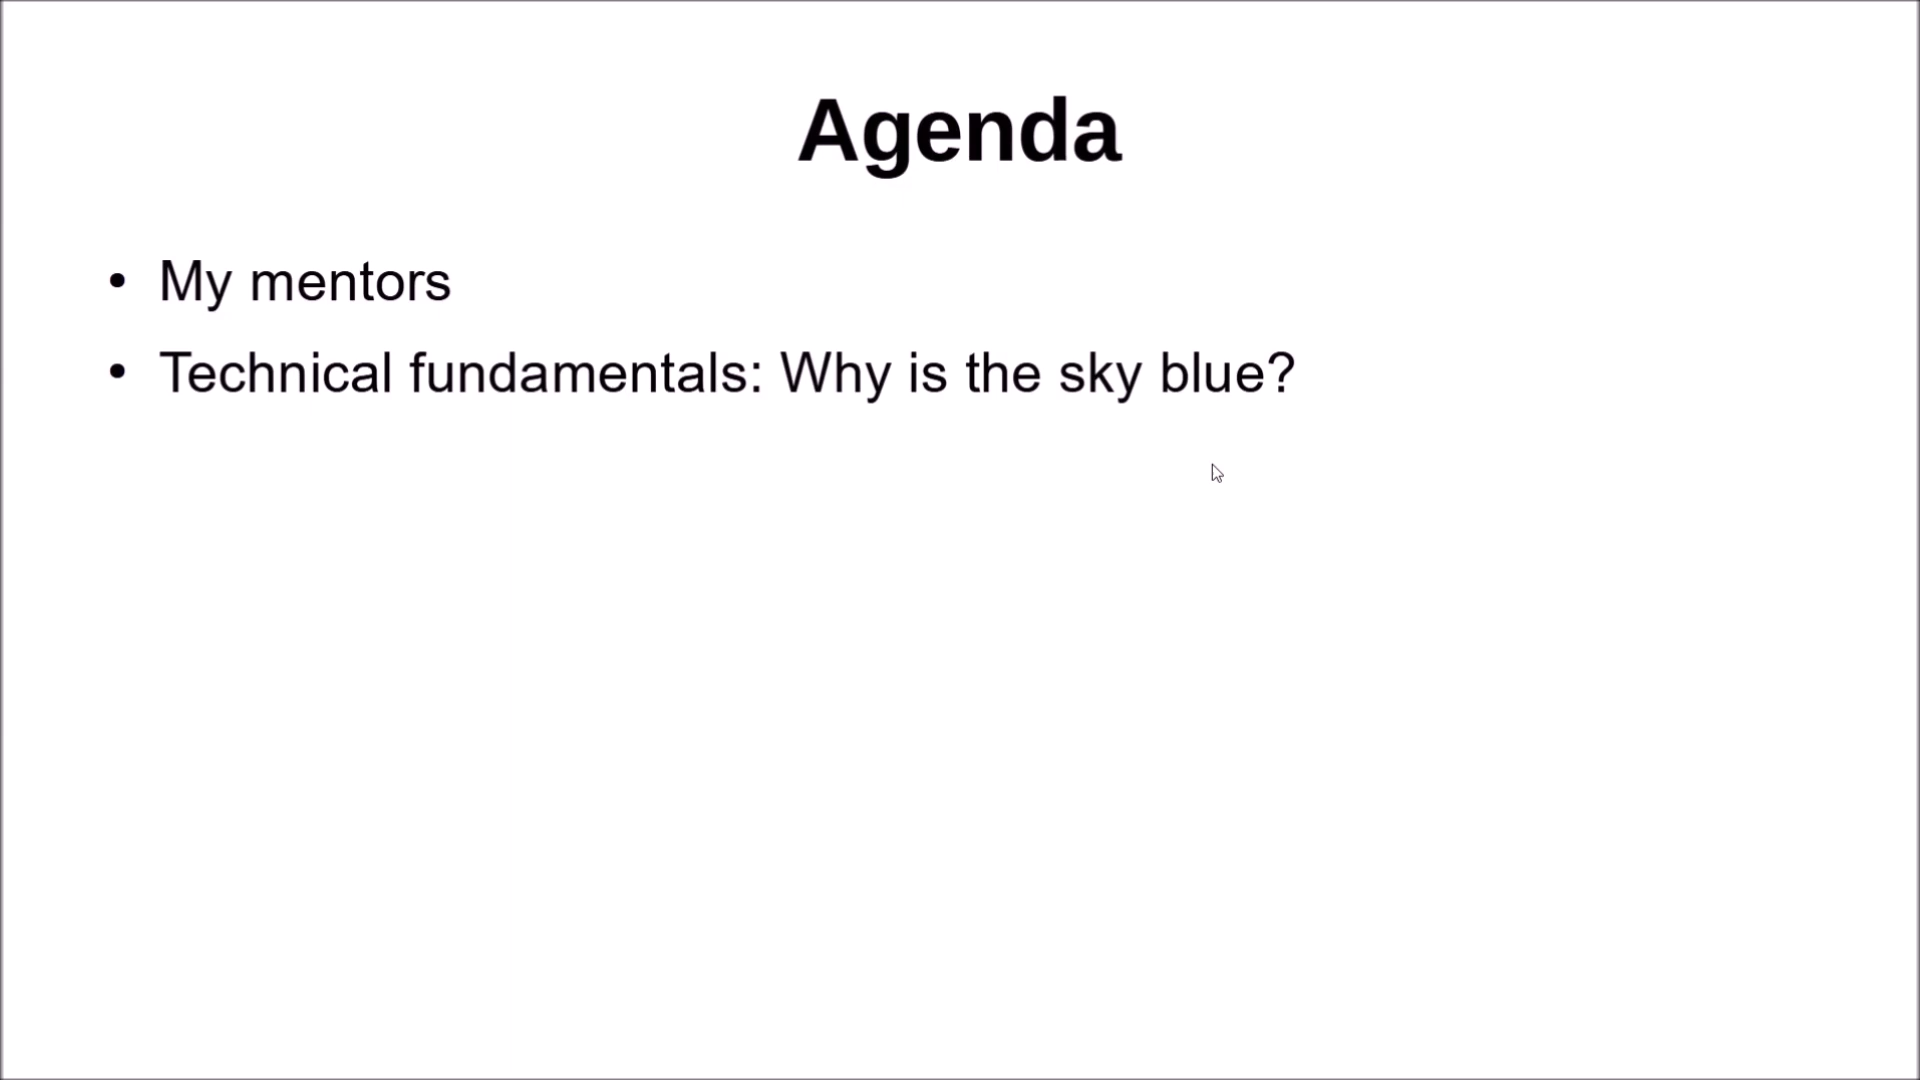 Agenda
• My mentors
• Technical fundamentals: Why is the sky blue?